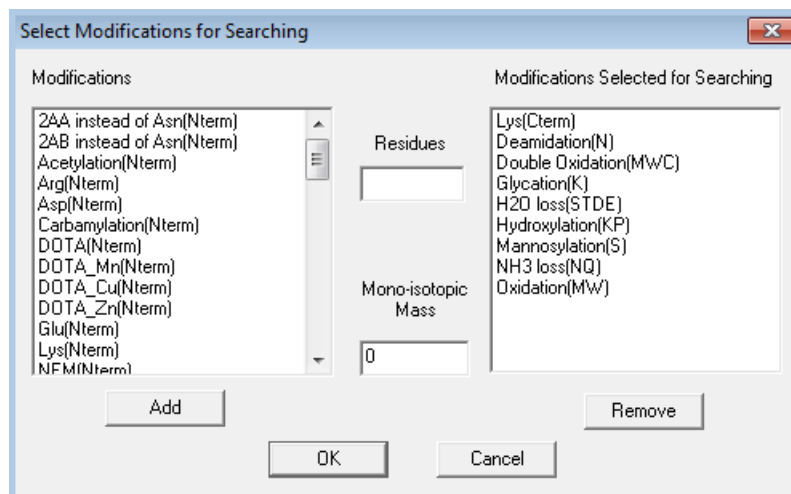 Select Modifications for Searching
Modifications
2AA instead of Asn(Nterm)
2AB instead of Asn(Nterm)
Acetylation(Nterm)
Arg(Nterm)
Asp(Nterm)
Carbamylation(Nterm)
DOTA(Nterm)
DOTA_Mn(Nterm)
DOTA_Cu(Nterm)
DOTA_Zn(Nterm)
Glu(Nterm)
Lys(Nterm)
NEM(Nterm)
Add
Residues
Mono-isotopic
Mass
0
Modifications Selected for Searching
Lys(Cterm)
Deamidation(N)
Double Oxidation(MWC)
Glycation(K)
H2O loss(STDE)
Hydroxylation(KP)
Mannosylation(S)
NH3 loss(NQ)
Oxidation(MW)
Remove
OK
Cancel